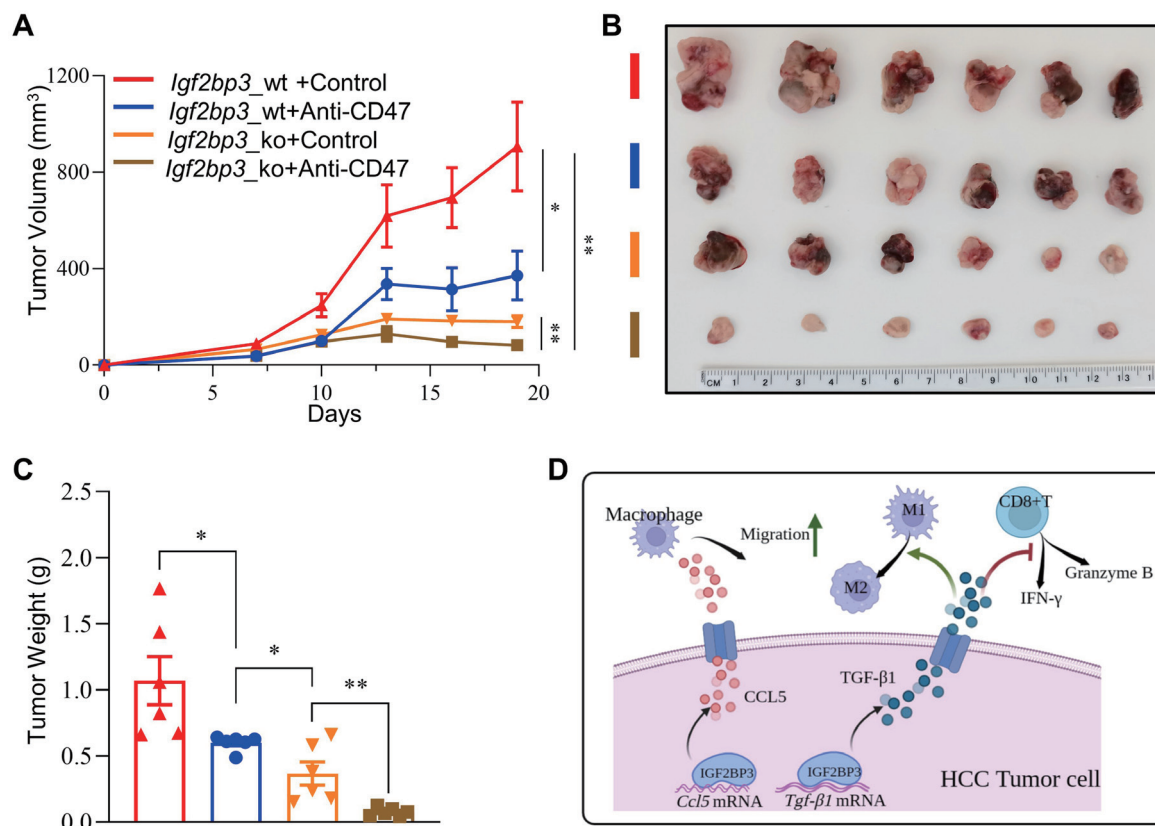 A
Tumor Volume (mm³)
1200
800
400
0
0
5
10
15
20
Days
Igf2bp3_wt +Control
Igf2bp3_wt+Anti-CD47
Igf2bp3_ko+Control
Igf2bp3_ko+Anti-CD47
*
**
**
B
CM 1 2 3 4 5 6 7 8 9 10 11 12 13 1
C
Tumor Weight (g)
2.5
2.0
1.5
1.0
0.5
0.0
*
*
**
D
Macrophage
Migration
M1
M2
CD8+T
Granzyme B
IFN-γ
CCL5
TGF-β1
IGF2BP3
Ccl5 mRNA
IGF2BP3
Tgf-β1 mRNA
HCC Tumor cell